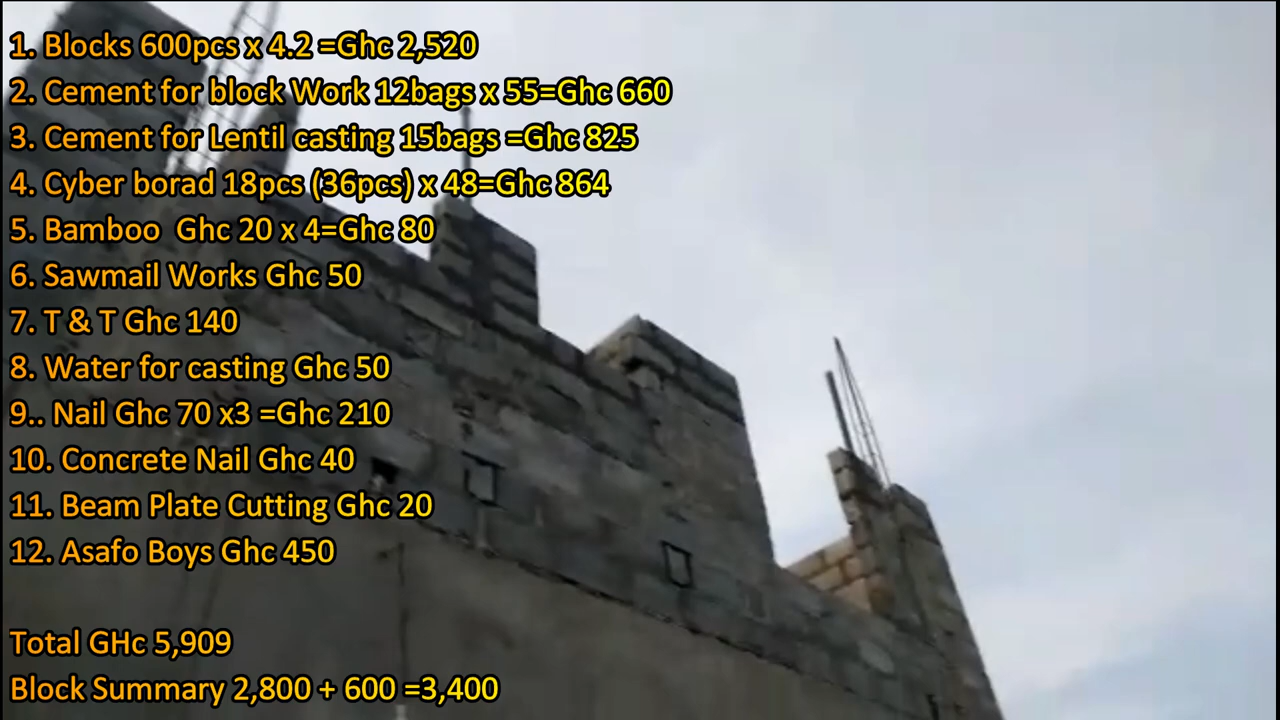 1. Blocks 600pcs x 4.2 =Ghc 2,520
2. Cement for block Work 12bags x 55=Ghc 660
3. Cement for Lentil casting 15bags =Ghc 825
4. Cyber borad 18pcs (36pcs) x 48=Ghc 864
5. Bamboo  Ghc 20 x 4=Ghc 80
6. Sawmail Works Ghc 50
7. T & T Ghc 140
8. Water for casting Ghc 50
9.. Nail Ghc 70 x3 =Ghc 210
10. Concrete Nail Ghc 40
11. Beam Plate Cutting Ghc 20
12. Asafo Boys Ghc 450
Total GHc 5,909
Block Summary 2,800 + 600 =3,400